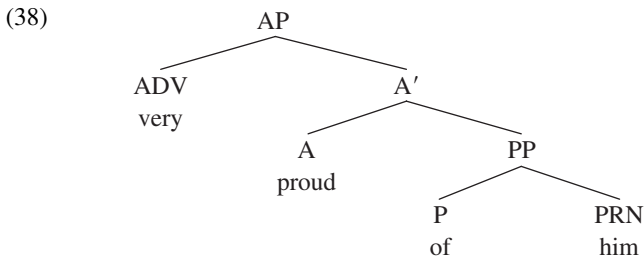 (38) AP
ADV A′
very
A PP
proud
P PRN
of him